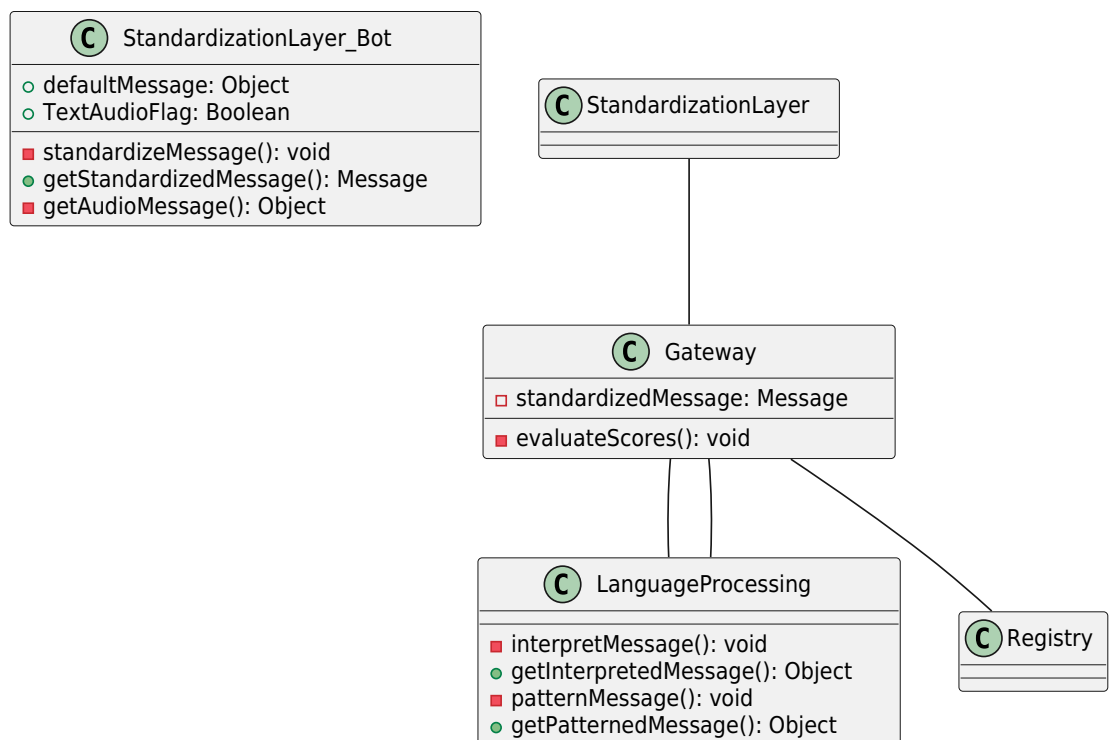 C StandardizationLayer_Bot
defaultMessage: Object
TextAudioFlag: Boolean
standardizeMessage(): void
getStandardizedMessage(): Message
getAudioMessage(): Object
C StandardizationLayer
C Gateway
standardizedMessage: Message
evaluateScores(): void
C LanguageProcessing
interpretMessage(): void
getInterpretedMessage(): Object
patternMessage(): void
getPatternedMessage(): Object
C Registry